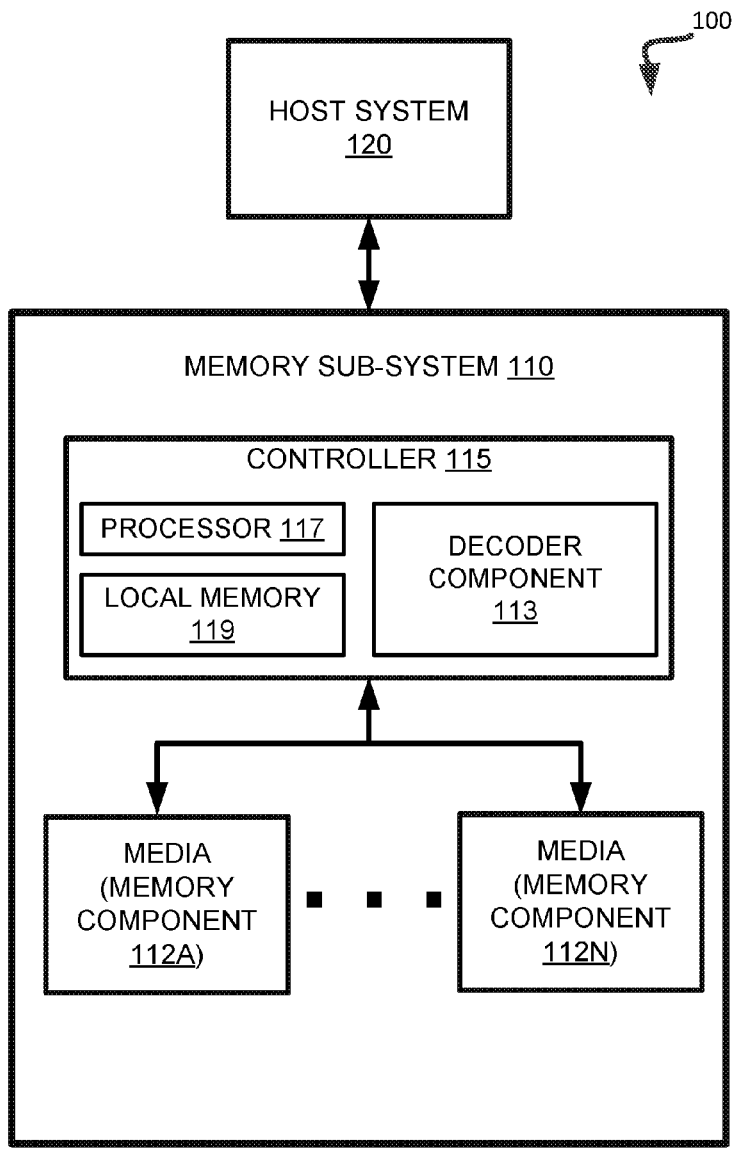 100
HOST SYSTEM
120
MEMORY SUB-SYSTEM 110
CONTROLLER 115
PROCESSOR 117
LOCAL MEMORY
119
DECODER
COMPONENT
113
MEDIA
(MEMORY
COMPONENT
112A)
MEDIA
(MEMORY
COMPONENT
112N)